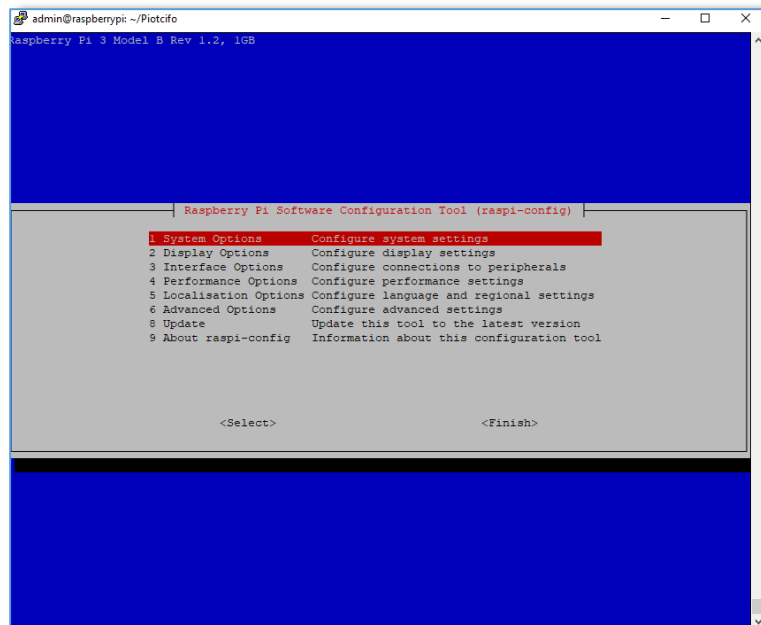 admin@raspberrypi: ~/Piotcifo
Raspberry Pi 3 Model B Rev 1.2, 1GB
Raspberry Pi Software Configuration Tool (raspi-config)
1 System Options Configure system settings
2 Display Options Configure display settings
3 Interface Options Configure connections to peripherals
4 Performance Options Configure performance settings
5 Localisation Options Configure language and regional settings
6 Advanced Options Configure advanced settings
8 Update Update this tool to the latest version
9 About raspi-config Information about this configuration tool
<Select> <Finish>